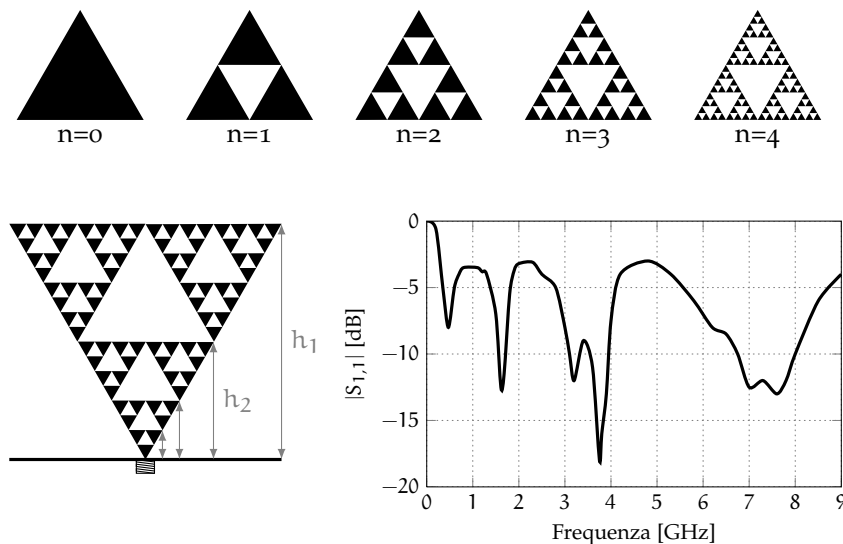 n=0 n=1 n=2 n=3 n=4
h₁
h₂
|S₁,₁| [dB]
0
−5
−10
−15
−20
0 1 2 3 4 5 6 7 8 9
Frequenza [GHz]